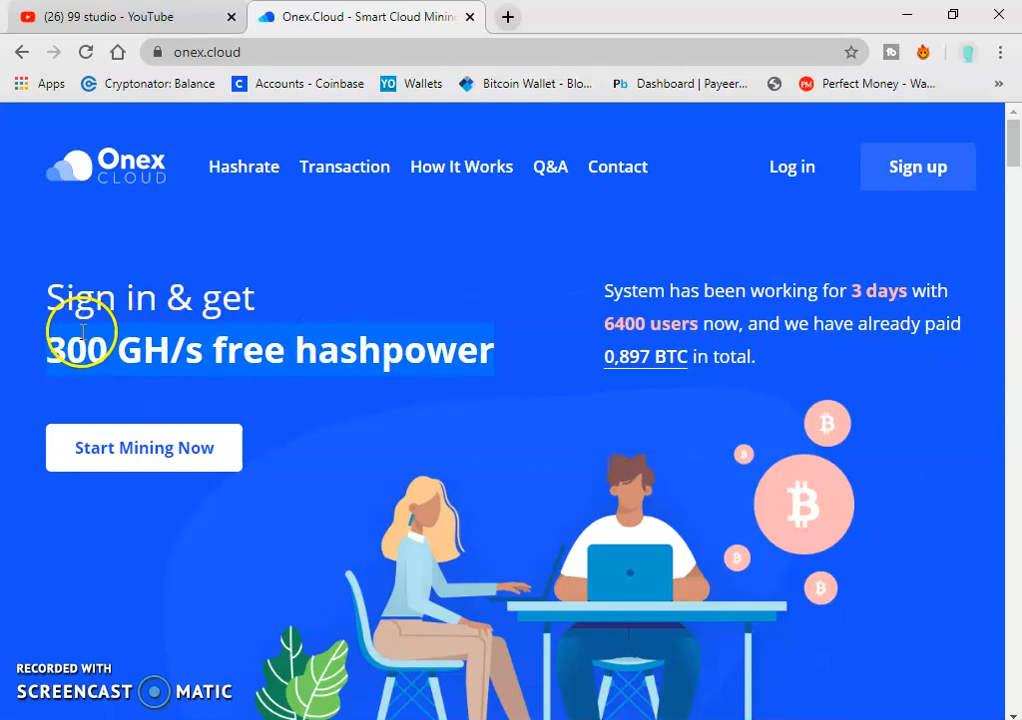 (26) 99 studio - YouTube
Onex.Cloud - Smart Cloud Minin
onex.cloud
Apps
Cryptonator: Balance
C Accounts - Coinbase
YO Wallets
Bitcoin Wallet - Blo...
Pb Dashboard | Payeer...
PM Perfect Money - Wa...
Onex
CLOUD
Hashrate
Transaction
How It Works
Q&A
Contact
Log in
Sign up
Sign in & get
300 GH/s free hashpower
Start Mining Now
System has been working for 3 days with
6400 users now, and we have already paid
0,897 BTC in total.
RECORDED WITH
SCREENCAST MATIC